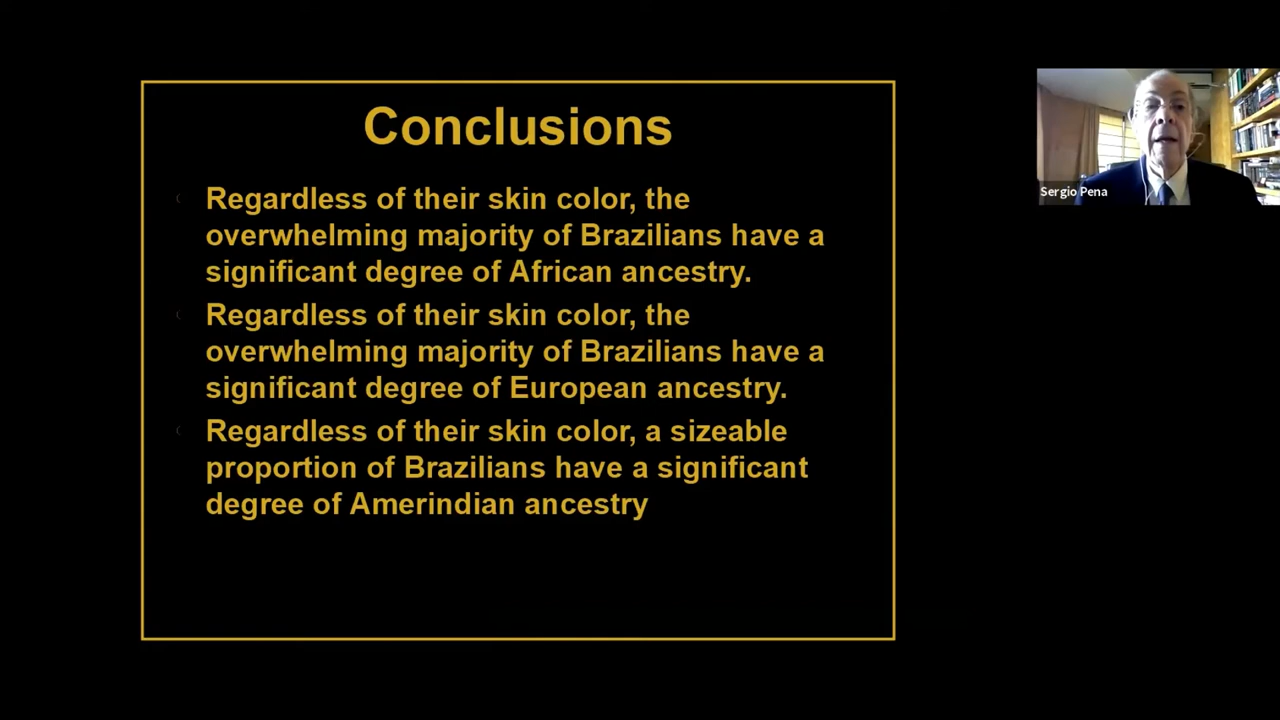 Conclusions
Regardless of their skin color, the
overwhelming majority of Brazilians have a
significant degree of African ancestry.
Regardless of their skin color, the
overwhelming majority of Brazilians have a
significant degree of European ancestry.
Regardless of their skin color, a sizeable
proportion of Brazilians have a significant
degree of Amerindian ancestry
Sergio Pena